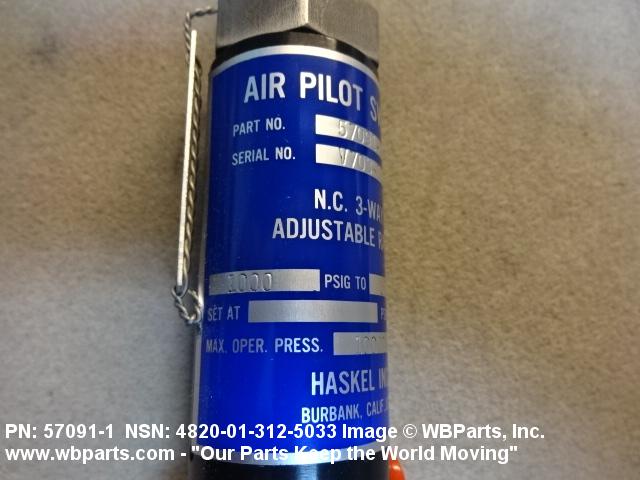 AIR PILOT
PART NO.
SERIAL NO.
N.C. 3-WA
ADJUSTABLE
1000 PSIG TO
SET AT
MAX. OPER. PRESS.
HASKEL IN
BURBANK, CALIF.
PN: 57091-1 NSN: 4820-01-312-5033 Image © WBParts, Inc.
www.wbparts.com - "Our Parts Keep the World Moving"